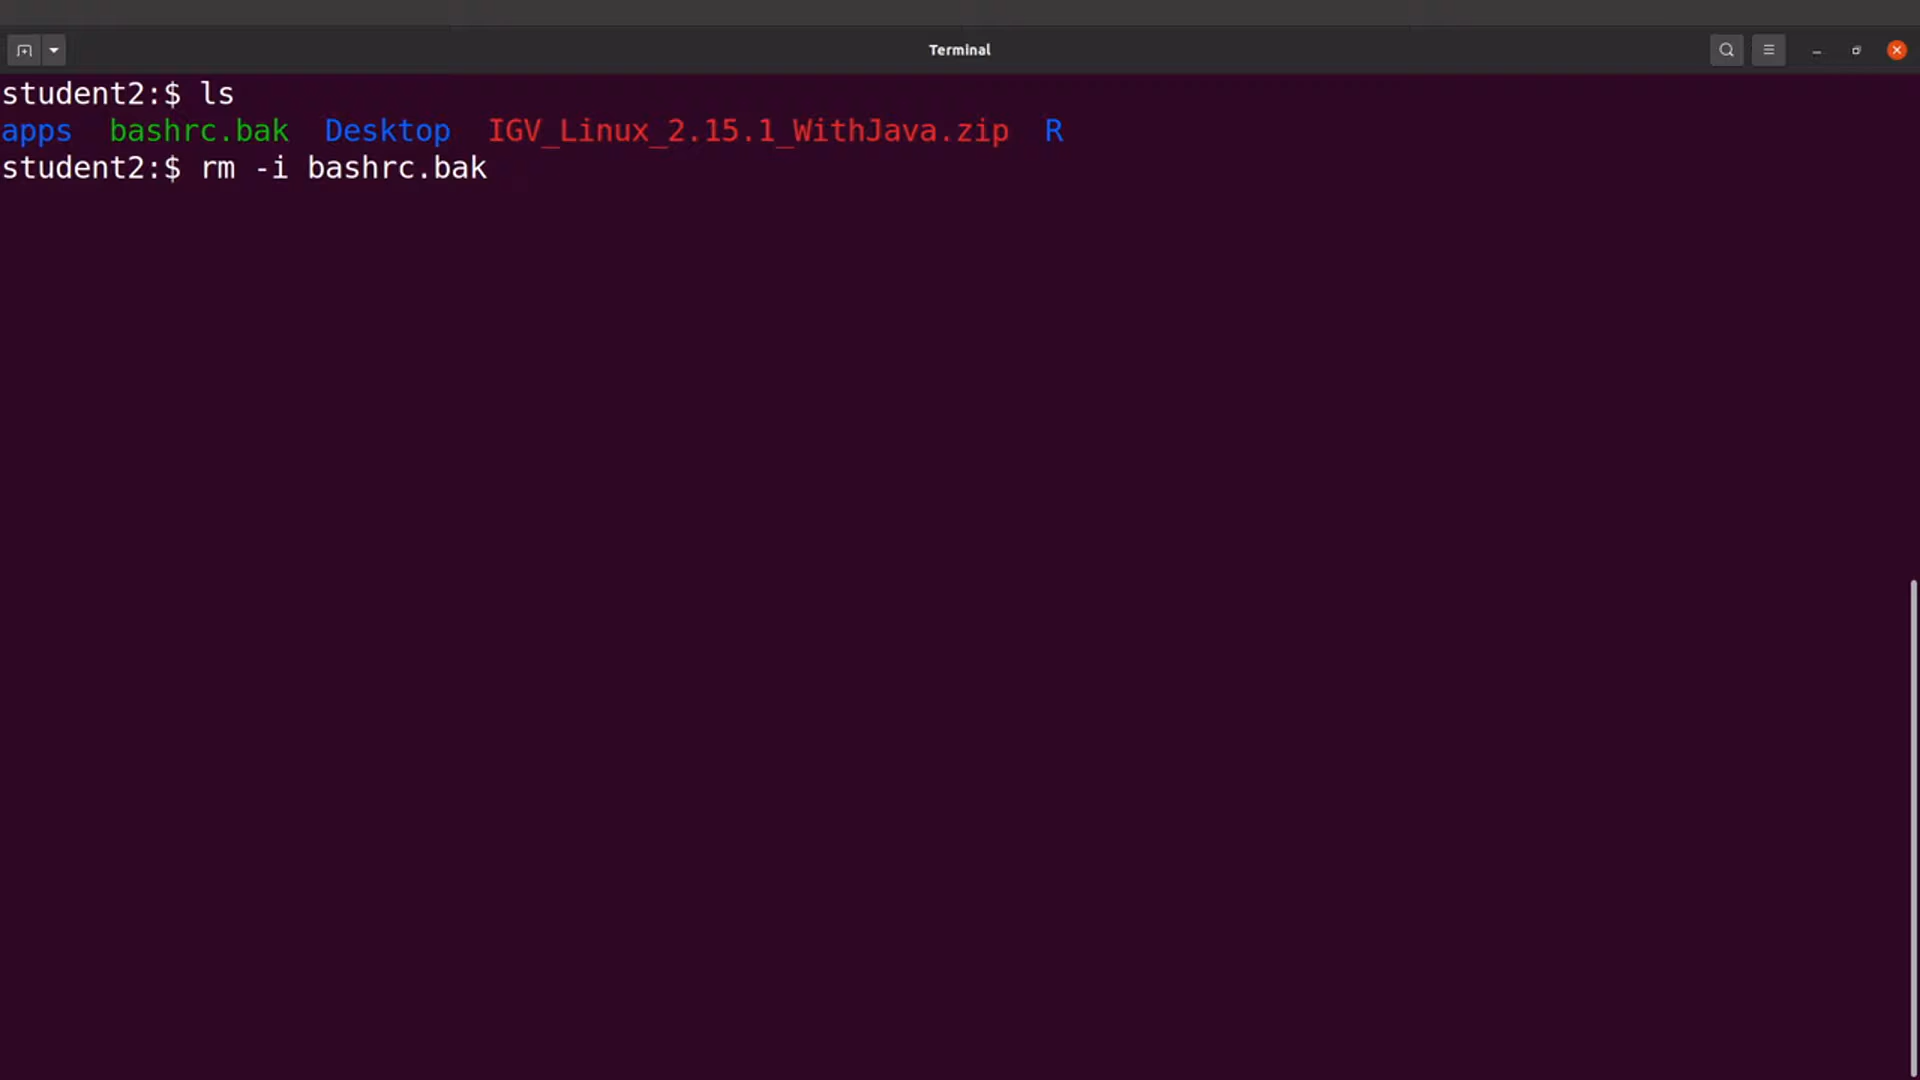 Terminal
student2:$ ls
apps  bashrc.bak  Desktop  IGV_Linux_2.15.1_WithJava.zip  R
student2:$ rm -i bashrc.bak